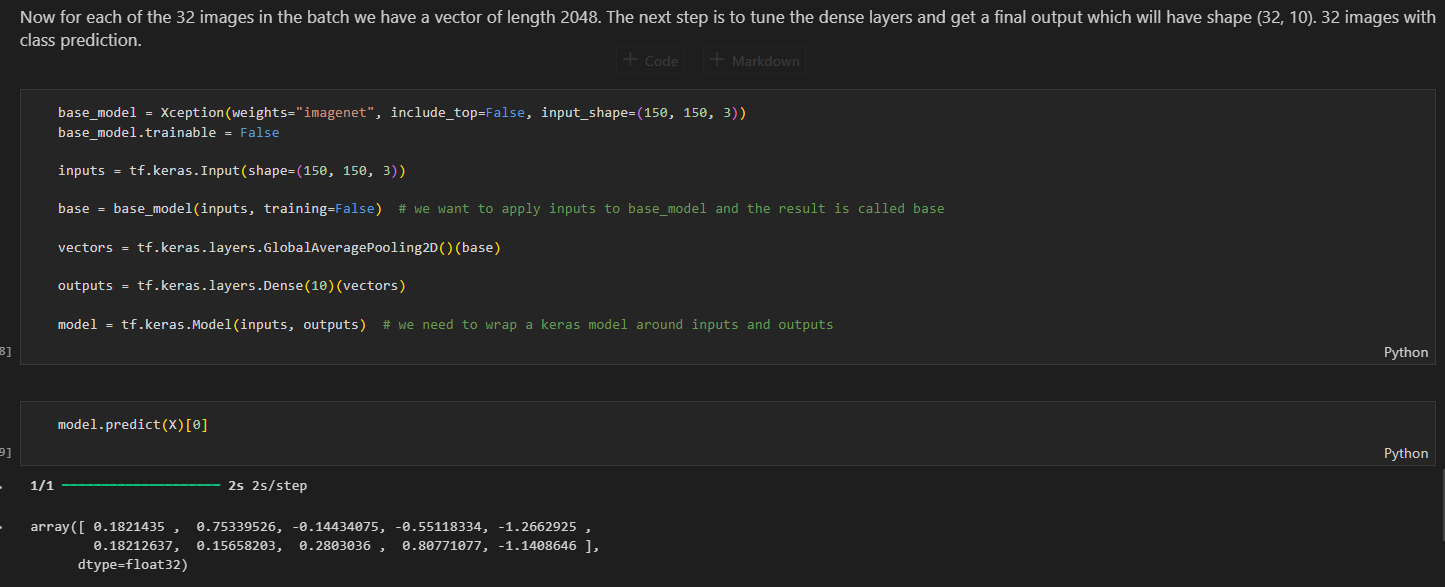 Now for each of the 32 images in the batch we have a vector of length 2048. The next step is to tune the dense layers and get a final output which will have shape (32, 10). 32 images with
class prediction.
+ Code + Markdown
base_model = Xception(weights="imagenet", include_top=False, input_shape=(150, 150, 3))
base_model.trainable = False
inputs = tf.keras.Input(shape=(150, 150, 3))
base = base_model(inputs, training=False)  # we want to apply inputs to base_model and the result is called base
vectors = tf.keras.layers.GlobalAveragePooling2D()(base)
outputs = tf.keras.layers.Dense(10)(vectors)
model = tf.keras.Model(inputs, outputs)  # we need to wrap a keras model around inputs and outputs
8]
Python
model.predict(X)[0]
9]
Python
1/1 ━━━━━━━━━━━━━━━━━━━━ 2s 2s/step
array([ 0.1821435 ,  0.75339526, -0.14434075, -0.55118334, -1.2662925 ,
        0.18212637,  0.15658203,  0.2803036 ,  0.80771077, -1.1408646 ],
      dtype=float32)